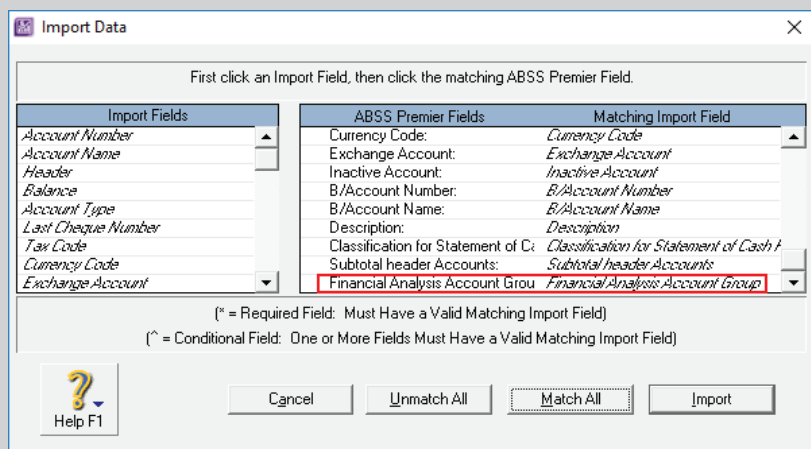 Import Data
First click an Import Field, then click the matching ABSS Premier Field.
Import Fields
Account Number
Account Name
Header
Balance
Account Type
Last Cheque Number
Tax Code
Currency Code
Exchange Account
ABSS Premier Fields Matching Import Field
Currency Code: Currency Code
Exchange Account: Exchange Account
Inactive Account: Inactive Account
B/Account Number: B/Account Number
B/Account Name: B/Account Name
Description: Description
Classification for Statement of Ca Classification for Statement of Cash F
Subtotal header Accounts: Subtotal header Accounts
Financial Analysis Account Grou Financial Analysis Account Group
(* = Required Field: Must Have a Valid Matching Import Field)
(^ = Conditional Field: One or More Fields Must Have a Valid Matching Import Field)
Help F1
Cancel Unmatch All Match All Import